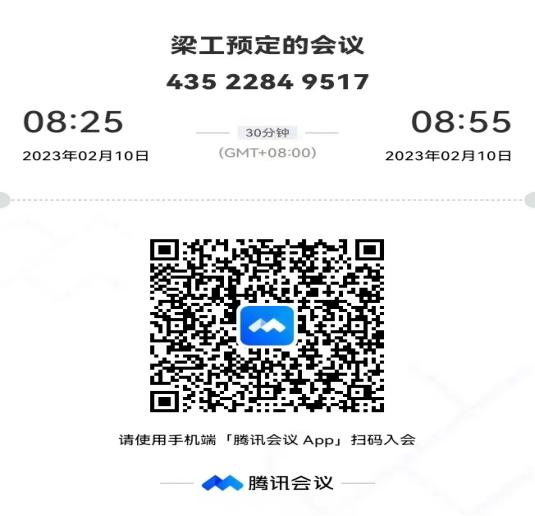 梁工预定的会议
435 2284 9517
08:25
30分钟
08:55
2023年02月10日
(GMT+08:00)
2023年02月10日
请使用手机端「腾讯会议 App」扫码入会
腾讯会议